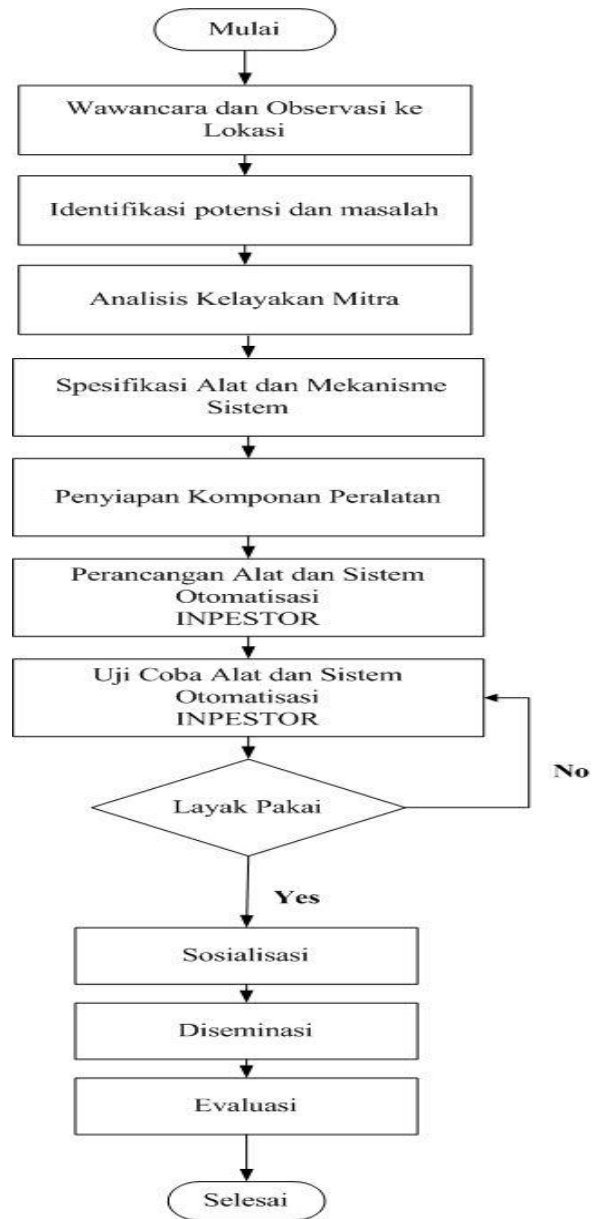 Mulai
Wawancara dan Observasi ke
Lokasi
Identifikasi potensi dan masalah
Analisis Kelayakan Mitra
Spesifikasi Alat dan Mekanisme
Sistem
Penyiapan Komponan Peralatan
Perancangan Alat dan Sistem
Otomatisasi
INPESTOR
Uji Coba Alat dan Sistem
Otomatisasi
INPESTOR
No
Layak Pakai
Yes
Sosialisasi
Diseminasi
Evaluasi
Selesai